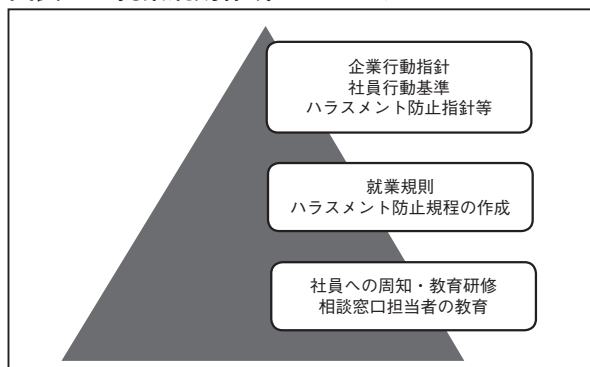 企業行動指針
社員行動基準
ハラスメント防止指針等
就業規則
ハラスメント防止規程の作成
社員への周知・教育研修
相談窓口担当者の教育